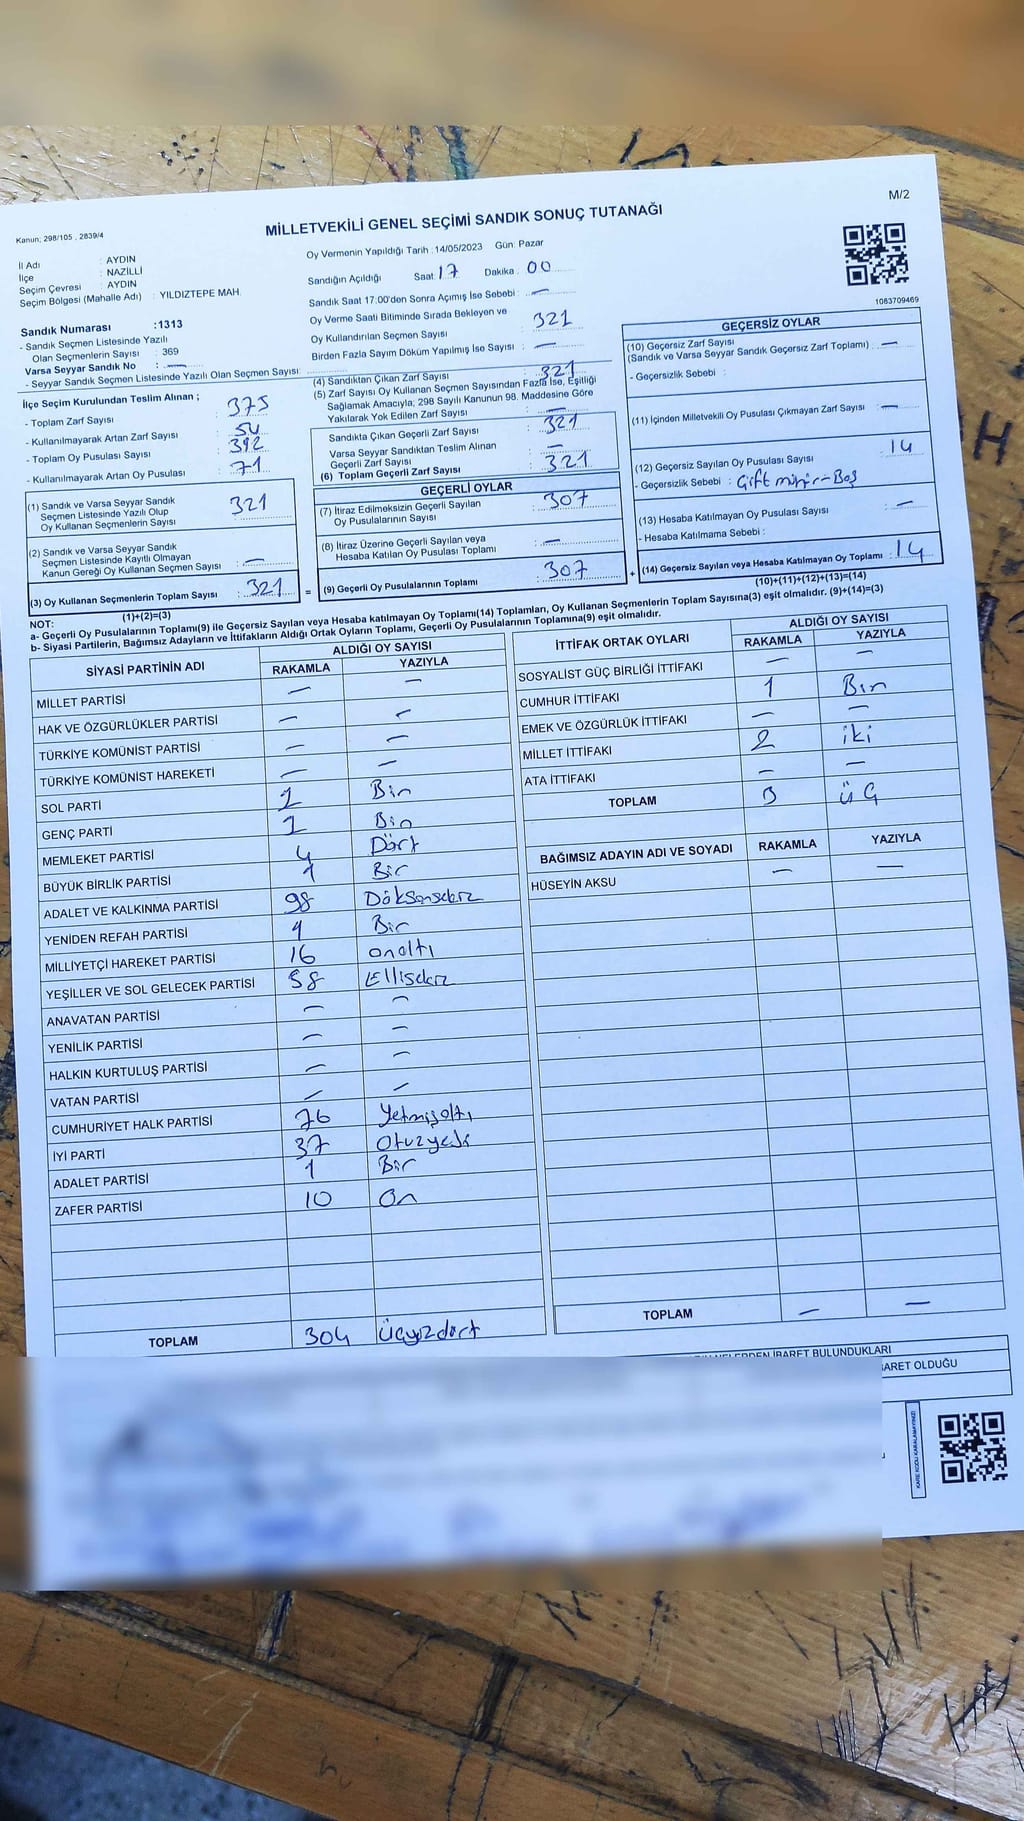 M/2
MİLLETVEKİLİ GENEL SEÇİMİ SANDIK SONUÇ TUTANAĞI
Kanun; 298/105 , 2839/4
İl Adı : AYDIN
İlçe : NAZİLLİ
Seçim Çevresi : AYDIN
Seçim Bölgesi (Mahalle Adı) : YILDIZTEPE MAH.
Oy Vermenin Yapıldığı Tarih :14/05/2023 Gün: Pazar
Sandığın Açıldığı Saat: 17 Dakika : 00
Sandık Saat 17:00'den Sonra Açımış İse Sebebi : —
Oy Verme Saati Bitiminde Sırada Bekleyen ve
Oy Kullandırılan Seçmen Sayısı : 321
Birden Fazla Sayım Döküm Yapılmış İse Sayısı : —
1083709469
Sandık Numarası :1313
- Sandık Seçmen Listesinde Yazılı
Olan Seçmenlerin Sayısı : 369
Varsa Seyyar Sandık No : —
- Seyyar Sandık Seçmen Listesinde Yazılı Olan Seçmen Sayısı:
İlçe Seçim Kurulundan Teslim Alınan ;
- Toplam Zarf Sayısı : 375
- Kullanılmayarak Artan Zarf Sayısı : 54
- Toplam Oy Pusulası Sayısı : 392
- Kullanılmayarak Artan Oy Pusulası : 71
(1) Sandık ve Varsa Seyyar Sandık
Seçmen Listesinde Yazılı Olup
Oy Kullanan Seçmenlerin Sayısı : 321
(2) Sandık ve Varsa Seyyar Sandık
Seçmen Listesinde Kayıtlı Olmayan
Kanun Gereği Oy Kullanan Seçmen Sayısı : —
(3) Oy Kullanan Seçmenlerin Toplam Sayısı : 321
(1)+(2)=(3)
(4) Sandıktan Çıkan Zarf Sayısı : 321
(5) Zarf Sayısı Oy Kullanan Seçmen Sayısından Fazla İse, Eşitliği
Sağlamak Amacıyla; 298 Sayılı Kanunun 98. Maddesine Göre
Yakılarak Yok Edilen Zarf Sayısı : —
Sandıkta Çıkan Geçerli Zarf Sayısı : 321
Varsa Seyyar Sandıktan Teslim Alınan
Geçerli Zarf Sayısı : —
(6) Toplam Geçerli Zarf Sayısı : 321
GEÇERLİ OYLAR
(7) İtiraz Edilmeksizin Geçerli Sayılan
Oy Pusulalarının Sayısı : 307
(8) İtiraz Üzerine Geçerli Sayılan veya
Hesaba Katılan Oy Pusulası Toplamı : —
= (9) Geçerli Oy Pusulalarının Toplamı : 307
GEÇERSİZ OYLAR
(10) Geçersiz Zarf Sayısı
(Sandık ve Varsa Seyyar Sandık Geçersiz Zarf Toplamı) : —
- Geçersizlik Sebebi :
(11) İçinden Milletvekili Oy Pusulası Çıkmayan Zarf Sayısı : —
(12) Geçersiz Sayılan Oy Pusulası Sayısı : 14
- Geçersizlik Sebebi : Çift mühür-Boş
(13) Hesaba Katılmayan Oy Pusulası Sayısı : —
- Hesaba Katılmama Sebebi :
+ (14) Geçersiz Sayılan veya Hesaba Katılmayan Oy Toplamı : 14
(10)+(11)+(12)+(13)=(14)
NOT:
a- Geçerli Oy Pusulalarının Toplamı(9) ile Geçersiz Sayılan veya Hesaba katılmayan Oy Toplamı(14) Toplamları, Oy Kullanan Seçmenlerin Toplam Sayısına(3) eşit olmalıdır. (9)+(14)=(3)
b- Siyasi Partilerin, Bağımsız Adayların ve İttifakların Aldığı Ortak Oyların Toplamı, Geçerli Oy Pusulalarının Toplamına(9) eşit olmalıdır.
SİYASİ PARTİNİN ADI ALDIĞI OY SAYISI
RAKAMLA YAZIYLA
MİLLET PARTİSİ — —
HAK VE ÖZGÜRLÜKLER PARTİSİ — —
TÜRKİYE KOMÜNİST PARTİSİ — —
TÜRKİYE KOMÜNİST HAREKETİ — —
SOL PARTİ 1 Bir
GENÇ PARTİ 1 Bir
MEMLEKET PARTİSİ 4 Dört
BÜYÜK BİRLİK PARTİSİ 1 Bir
ADALET VE KALKINMA PARTİSİ 98 Doksansekiz
YENİDEN REFAH PARTİSİ 1 Bir
MİLLİYETÇİ HAREKET PARTİSİ 16 onaltı
YEŞİLLER VE SOL GELECEK PARTİSİ 58 Ellisekiz
ANAVATAN PARTİSİ — —
YENİLİK PARTİSİ — —
HALKIN KURTULUŞ PARTİSİ — —
VATAN PARTİSİ — —
CUMHURİYET HALK PARTİSİ 76 Yetmişaltı
İYİ PARTİ 37 Otuzyedi
ADALET PARTİSİ 1 Bir
ZAFER PARTİSİ 10 On
TOPLAM 304 Üçyüzdört
İTTİFAK ORTAK OYLARI ALDIĞI OY SAYISI
RAKAMLA YAZIYLA
SOSYALİST GÜÇ BİRLİĞİ İTTİFAKI — —
CUMHUR İTTİFAKI 1 Bir
EMEK VE ÖZGÜRLÜK İTTİFAKI — —
MİLLET İTTİFAKI 2 iki
ATA İTTİFAKI — —
TOPLAM 3 üç
BAĞIMSIZ ADAYIN ADI VE SOYADI RAKAMLA YAZIYLA
HÜSEYİN AKSU — —
TOPLAM — —
İBARET BULUNDUKLARI
OLDUĞU